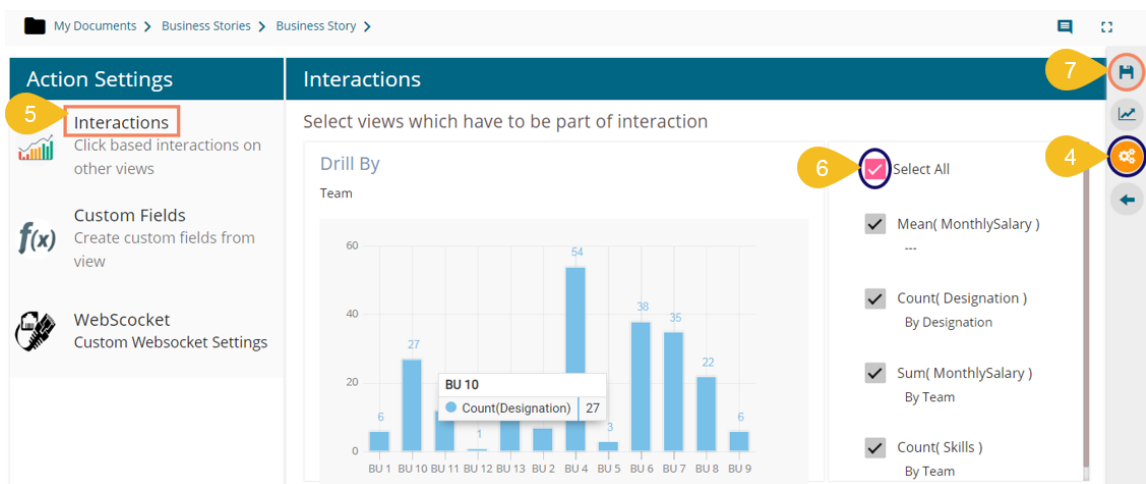 My Documents > Business Stories > Business Story >
Action Settings
5
Interactions
Click based interactions on
other views
f(x)
Custom Fields
Create custom fields from
view
WebScocket
Custom Websocket Settings
Interactions
Select views which have to be part of interaction
Drill By
Team
60
40
20
0
6
27
1
54
3
38
35
22
6
BU 10
Count(Designation) 27
BU 1 BU 10 BU 11 BU 12 BU 13 BU 2 BU 4 BU 5 BU 6 BU 7 BU 8 BU 9
6
Select All
Mean( MonthlySalary )
---
Count( Designation )
By Designation
Sum( MonthlySalary )
By Team
Count( Skills )
By Team
7
4